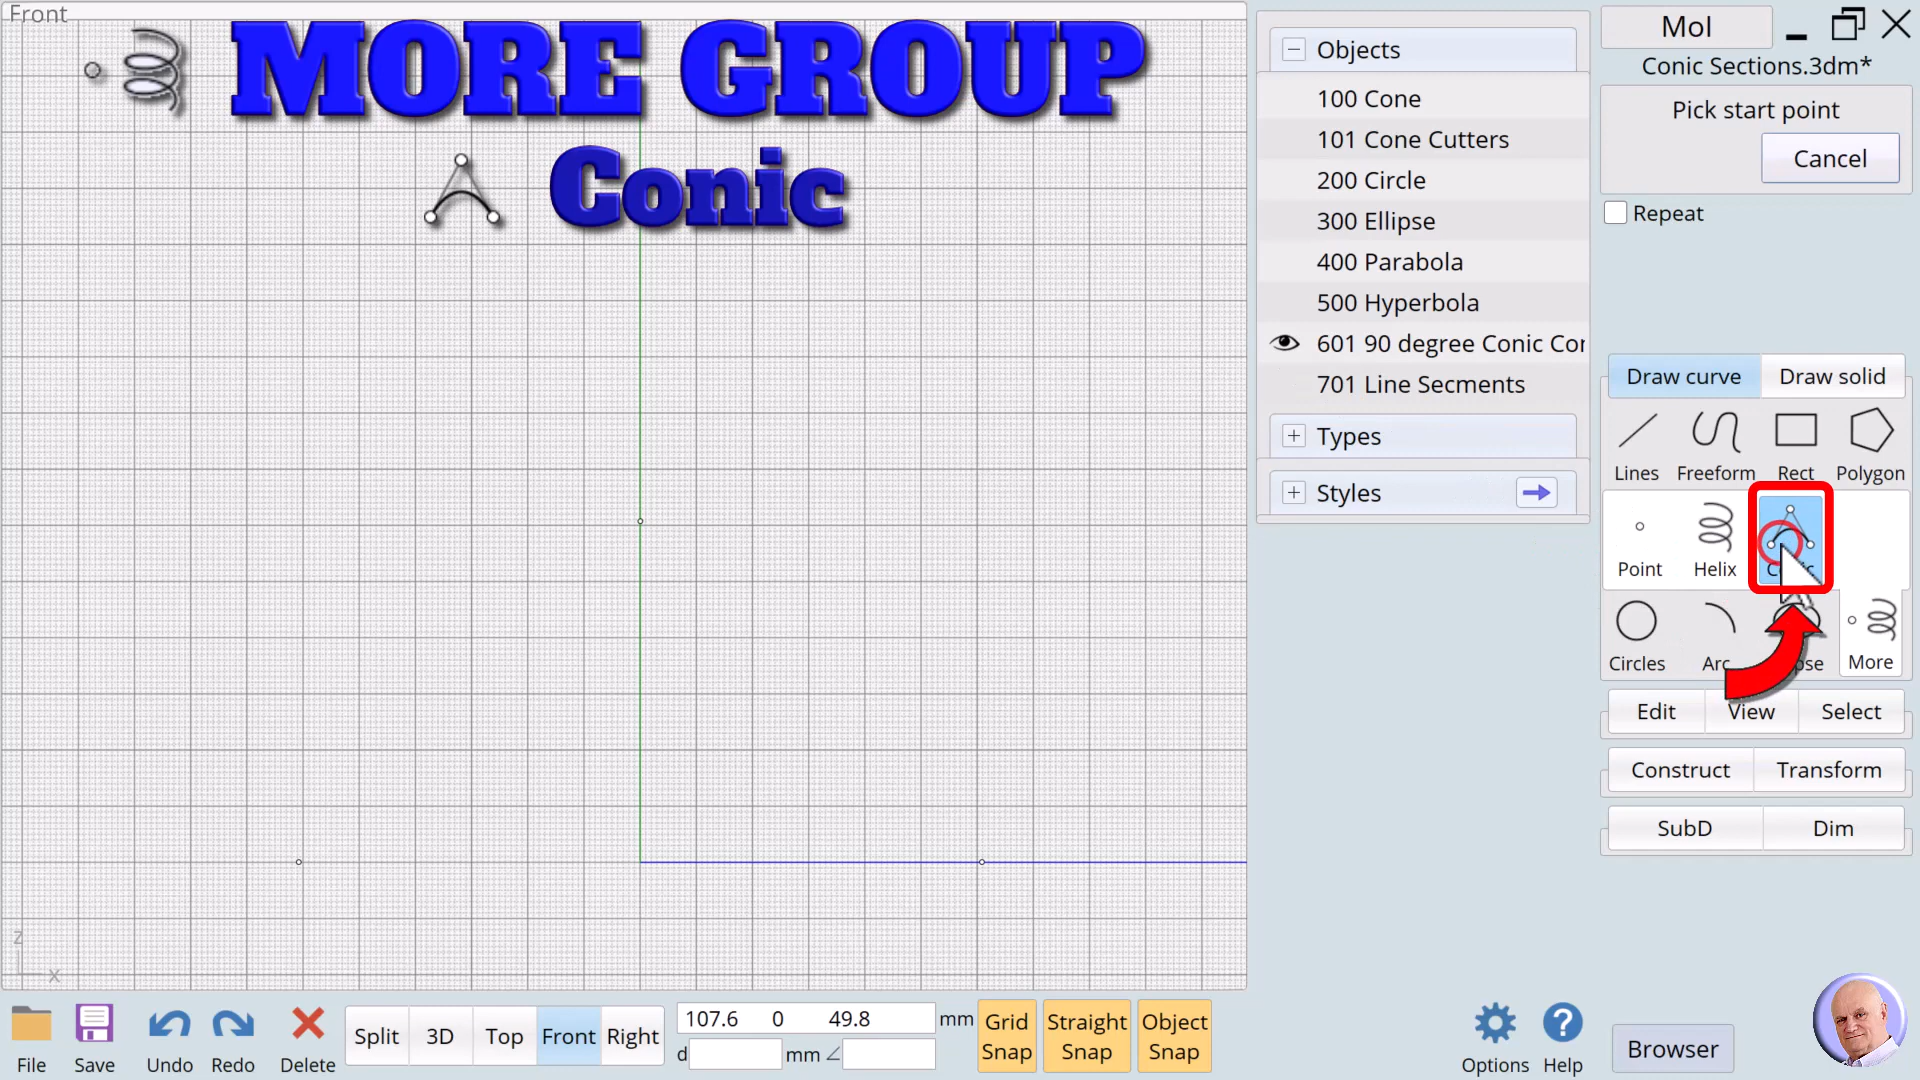 Front
MORE GROUP
Conic
Objects
100 Cone
101 Cone Cutters
200 Circle
300 Ellipse
400 Parabola
500 Hyperbola
601 90 degree Conic Cor
701 Line Secments
Types
Styles
MoI
Conic Sections.3dm*
Pick start point
Cancel
Repeat
Draw curve Draw solid
Lines Freeform Rect Polygon
Point Helix
Circles Arc pse More
Edit View Select
Construct Transform
SubD Dim
z
x
File Save Undo Redo Delete
Split 3D Top Front Right
107.6 0 49.8 mm
d mm ∠
Grid Snap
Straight Snap
Object Snap
Options Help
Browser